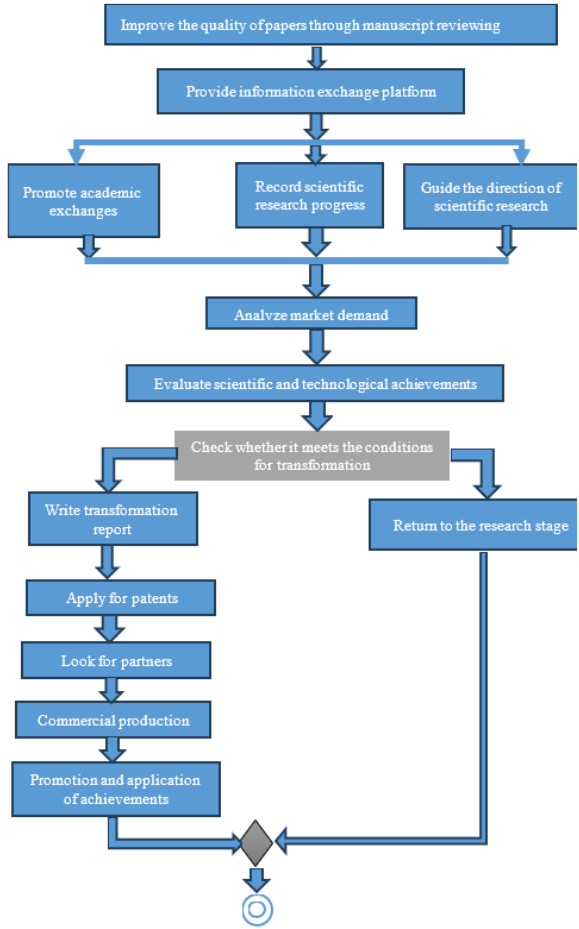 Improve the quality of papers through manuscript reviewing
Provide information exchange platform
Promote academic
exchanges
Record scientific
research progress
Guide the direction of
scientific research
Analyze market demand
Evaluate scientific and technological achievements
Check whether it meets the conditions
for transformation
Write transformation
report
Return to the research stage
Apply for patents
Look for partners
Commercial production
Promotion and application
of achievements